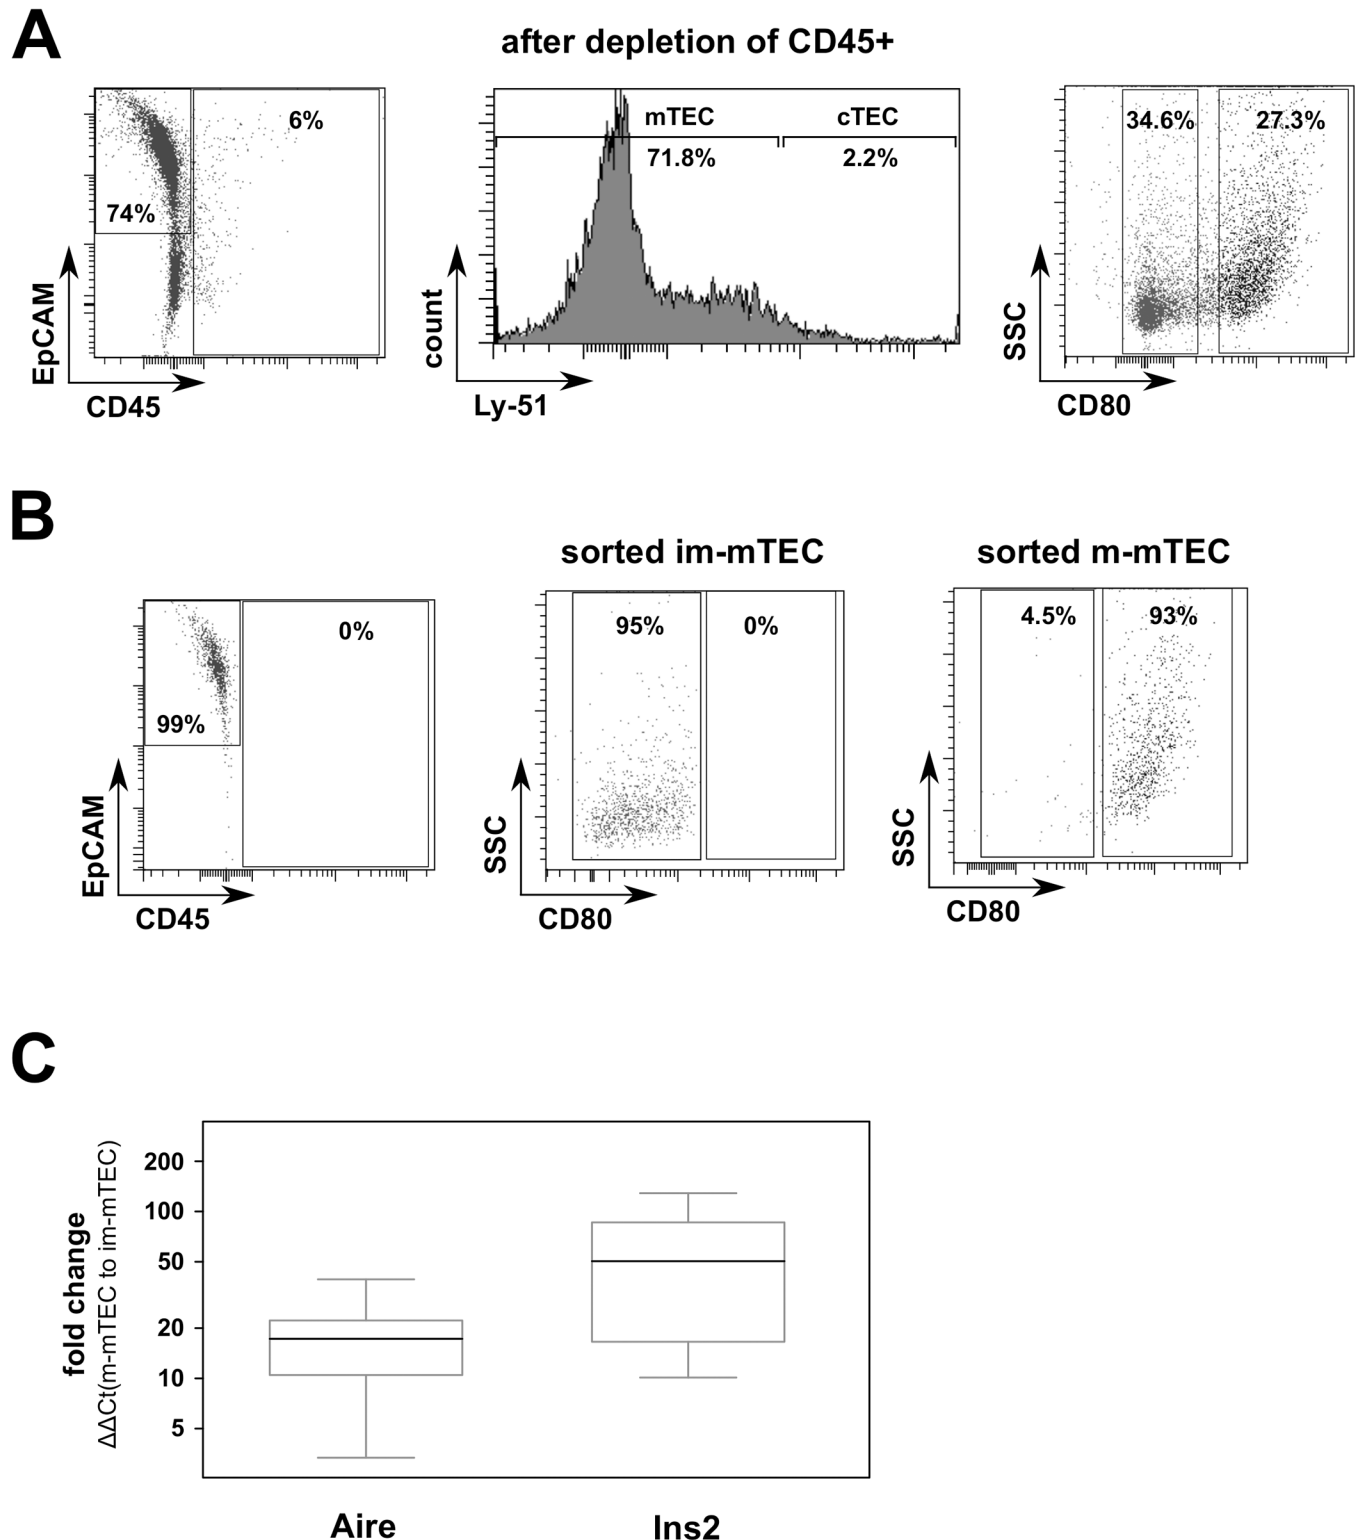 A
after depletion of CD45+
74%
6%
EpCAM
CD45
mTEC
cTEC
71.8%
2.2%
count
Ly-51
34.6%
27.3%
SSC
CD80
B
99%
0%
EpCAM
CD45
sorted im-mTEC
95%
0%
SSC
CD80
sorted m-mTEC
4.5%
93%
SSC
CD80
C
fold change
ΔΔCt(m-mTEC to im-mTEC)
200
100
50
20
10
5
Aire
Ins2